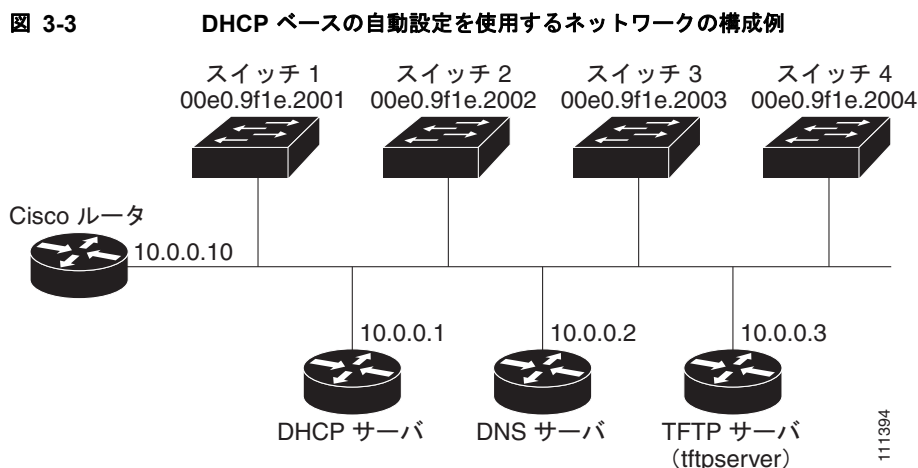 図 3-3 DHCP ベースの自動設定を使用するネットワークの構成例
スイッチ 1
00e0.9f1e.2001
スイッチ 2
00e0.9f1e.2002
スイッチ 3
00e0.9f1e.2003
スイッチ 4
00e0.9f1e.2004
Cisco ルータ
10.0.0.10
10.0.0.1
10.0.0.2
10.0.0.3
DHCP サーバ
DNS サーバ
TFTP サーバ
(tftpserver)
111394